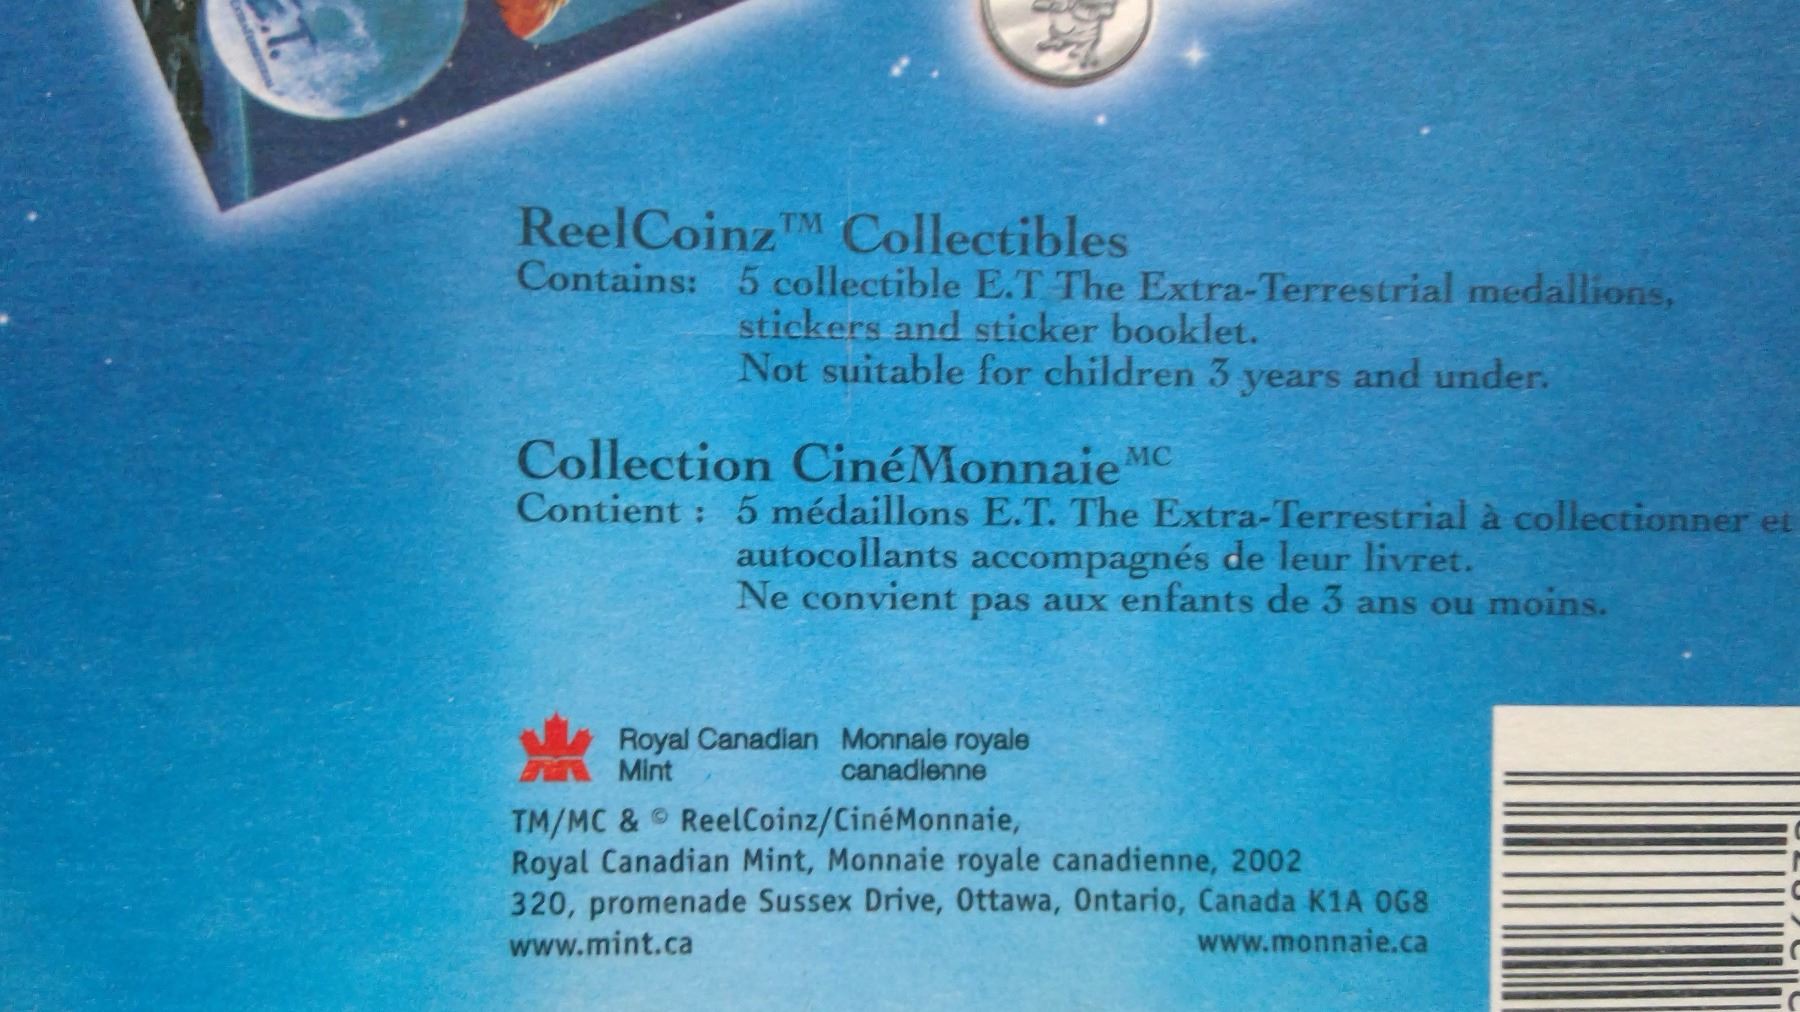 E.T.
ReelCoinz™ Collectibles
Contains: 5 collectible E.T The Extra-Terrestrial medallions,
stickers and sticker booklet.
Not suitable for children 3 years and under.
Collection CinéMonnaieMC
Contient : 5 médaillons E.T. The Extra-Terrestrial à collectionner et
autocollants accompagnés de leur livret.
Ne convient pas aux enfants de 3 ans ou moins.
Royal Canadian Monnaie royale
Mint canadienne
TM/MC & © ReelCoinz/CinéMonnaie,
Royal Canadian Mint, Monnaie royale canadienne, 2002
320, promenade Sussex Drive, Ottawa, Ontario, Canada K1A 0G8
www.mint.ca www.monnaie.ca